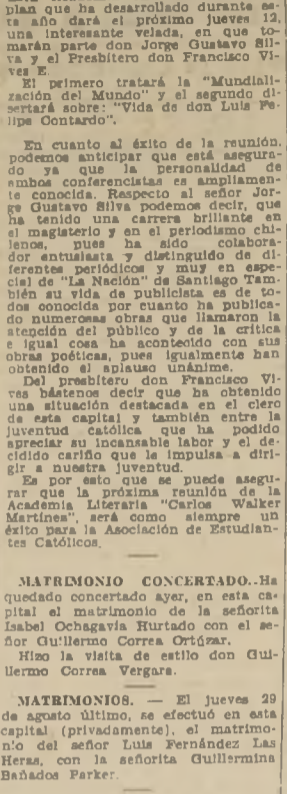 plan que ha desarrollado durante es-
te año dará el próximo jueves 12,
una interesante velada, en que to-
marán parte don Jorge Gustavo Sil-
va y el Presbítero don Francisco Vi-
ves E.
El primero tratará la "Mundiali-
zación del Mundo" y el segundo di-
sertará sobre: "Vida de don Luis Fe-
lipe Contardo".
En cuanto al éxito de la reunión,
podemos anticipar que está asegura-
do ya que la personalidad de
ambos conferencistas es ampliamen-
te conocida. Respecto al señor Jor-
ge Gustavo Silva podemos decir, que
ha tenido una carrera brillante en
el magisterio y en el periodismo chi-
lenos, pues ha sido colabora-
dor entusiasta y distinguido de di-
ferentes periódicos y muy en espe-
cial de "La Nación" de Santiago Tam-
bién su vida de publicista es de to-
dos conocida por cuanto ha publica-
do numerosas obras que llamaron la
atención del público y de la crítica
e igual cosa ha acontecido con sus
obras poéticas, pues igualmente han
obtenido el aplauso unánime.
Del presbítero don Francisco Vi-
ves bástenos decir que ha obtenido
una situación destacada en el clero
de esta capital y también entre la
juventud católica que ha podido
apreciar su incansable labor y el de-
cidido cariño que le impulsa a diri-
gir a nuestra juventud.
Es por esto que se puede asegu-
rar que la próxima reunión de la
Academia Literaria "Carlos Walker
Martínez", será como siempre un
éxito para la Asociación de Estudian-
tes Católicos.
MATRIMONIO CONCERTADO.-Ha
quedado concertado ayer, en esta ca-
pital el matrimonio de la señorita
Isabel Ochagavía Hurtado con el se-
ñor Guillermo Correa Ortúzar.
Hizo la visita de estilo don Gui-
llermo Correa Vergara.
MATRIMONIOS. — El jueves 29
de agosto último, se efectuó en esta
capital (privadamente), el matrimo-
nio del señor Luis Fernández Las
Heras, con la señorita Guillermina
Bañados Parker.